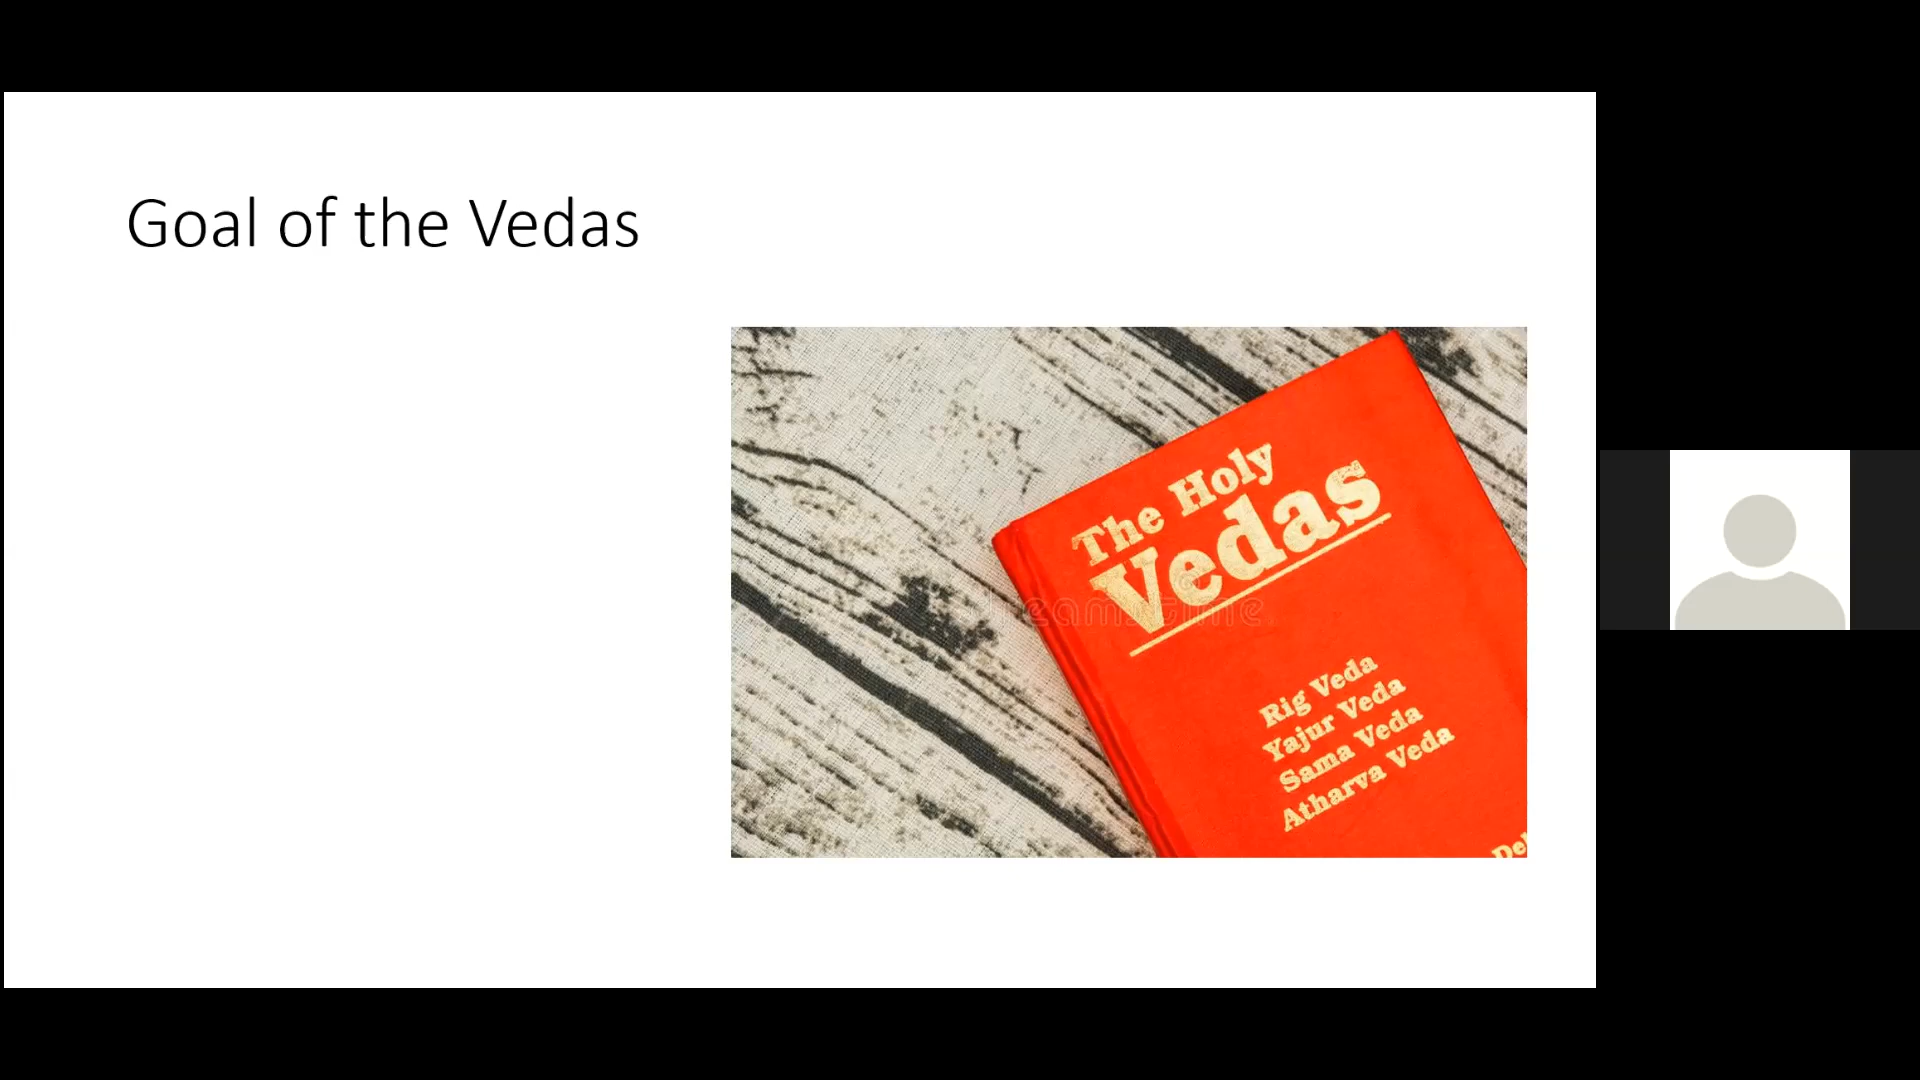 Goal of the Vedas
The Holy
Vedas
Rig Veda
Yajur Veda
Sama Veda
Atharva Veda